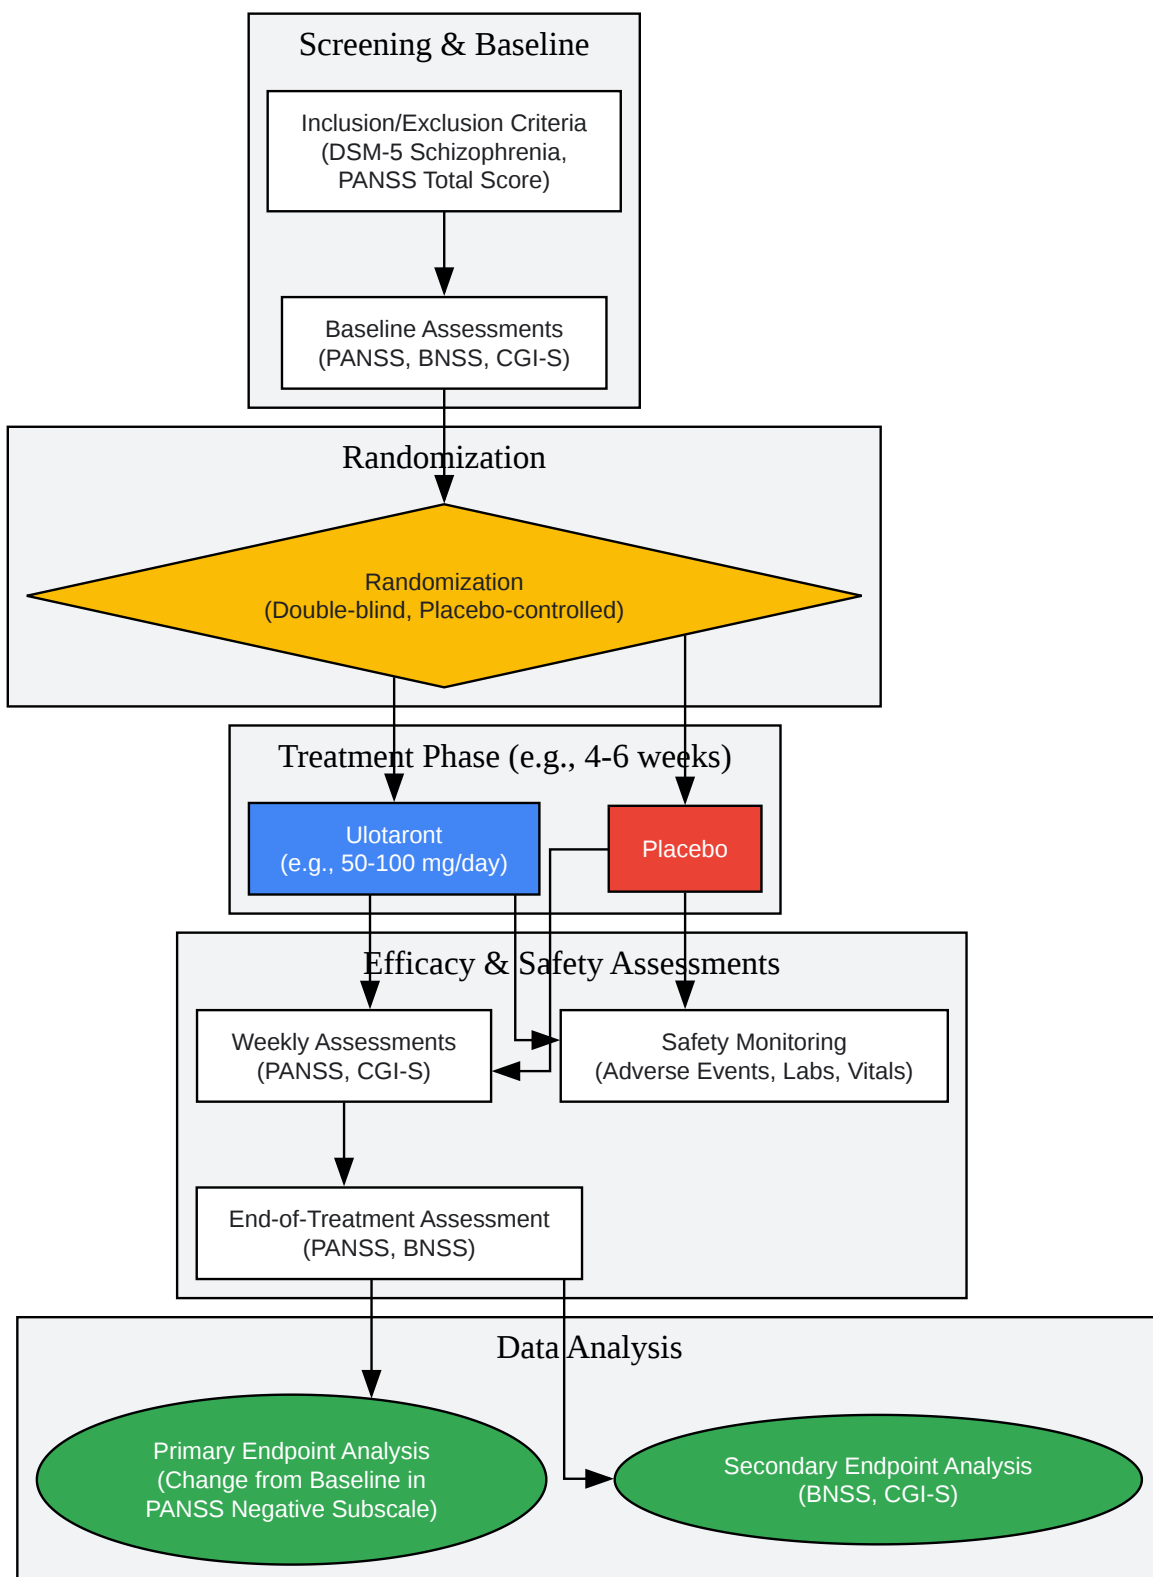 Screening & Baseline
Inclusion/Exclusion Criteria
(DSM-5 Schizophrenia,
PANSS Total Score)
Baseline Assessments
(PANSS, BNSS, CGI-S)
Randomization
Randomization
(Double-blind, Placebo-controlled)
Treatment Phase (e.g., 4-6 weeks)
Ulotaront
(e.g., 50-100 mg/day)
Placebo
Efficacy & Safety Assessments
Weekly Assessments
(PANSS, CGI-S)
Safety Monitoring
(Adverse Events, Labs, Vitals)
End-of-Treatment Assessment
(PANSS, BNSS)
Data Analysis
Primary Endpoint Analysis
(Change from Baseline in
PANSS Negative Subscale)
Secondary Endpoint Analysis
(BNSS, CGI-S)